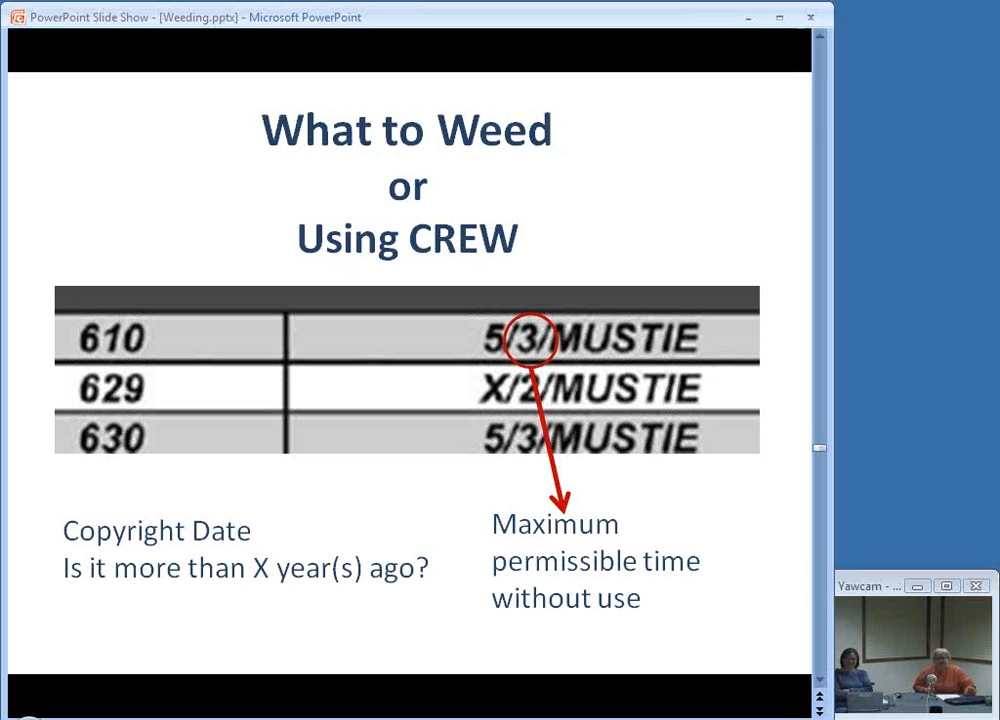 PowerPoint Slide Show - [Weeding.pptx] - Microsoft PowerPoint
What to Weed
or
Using CREW
610 5/3/MUSTIE
629 X/2/MUSTIE
630 5/3/MUSTIE
Copyright Date
Is it more than X year(s) ago?
Maximum
permissible time
without use
Yawcam - ...